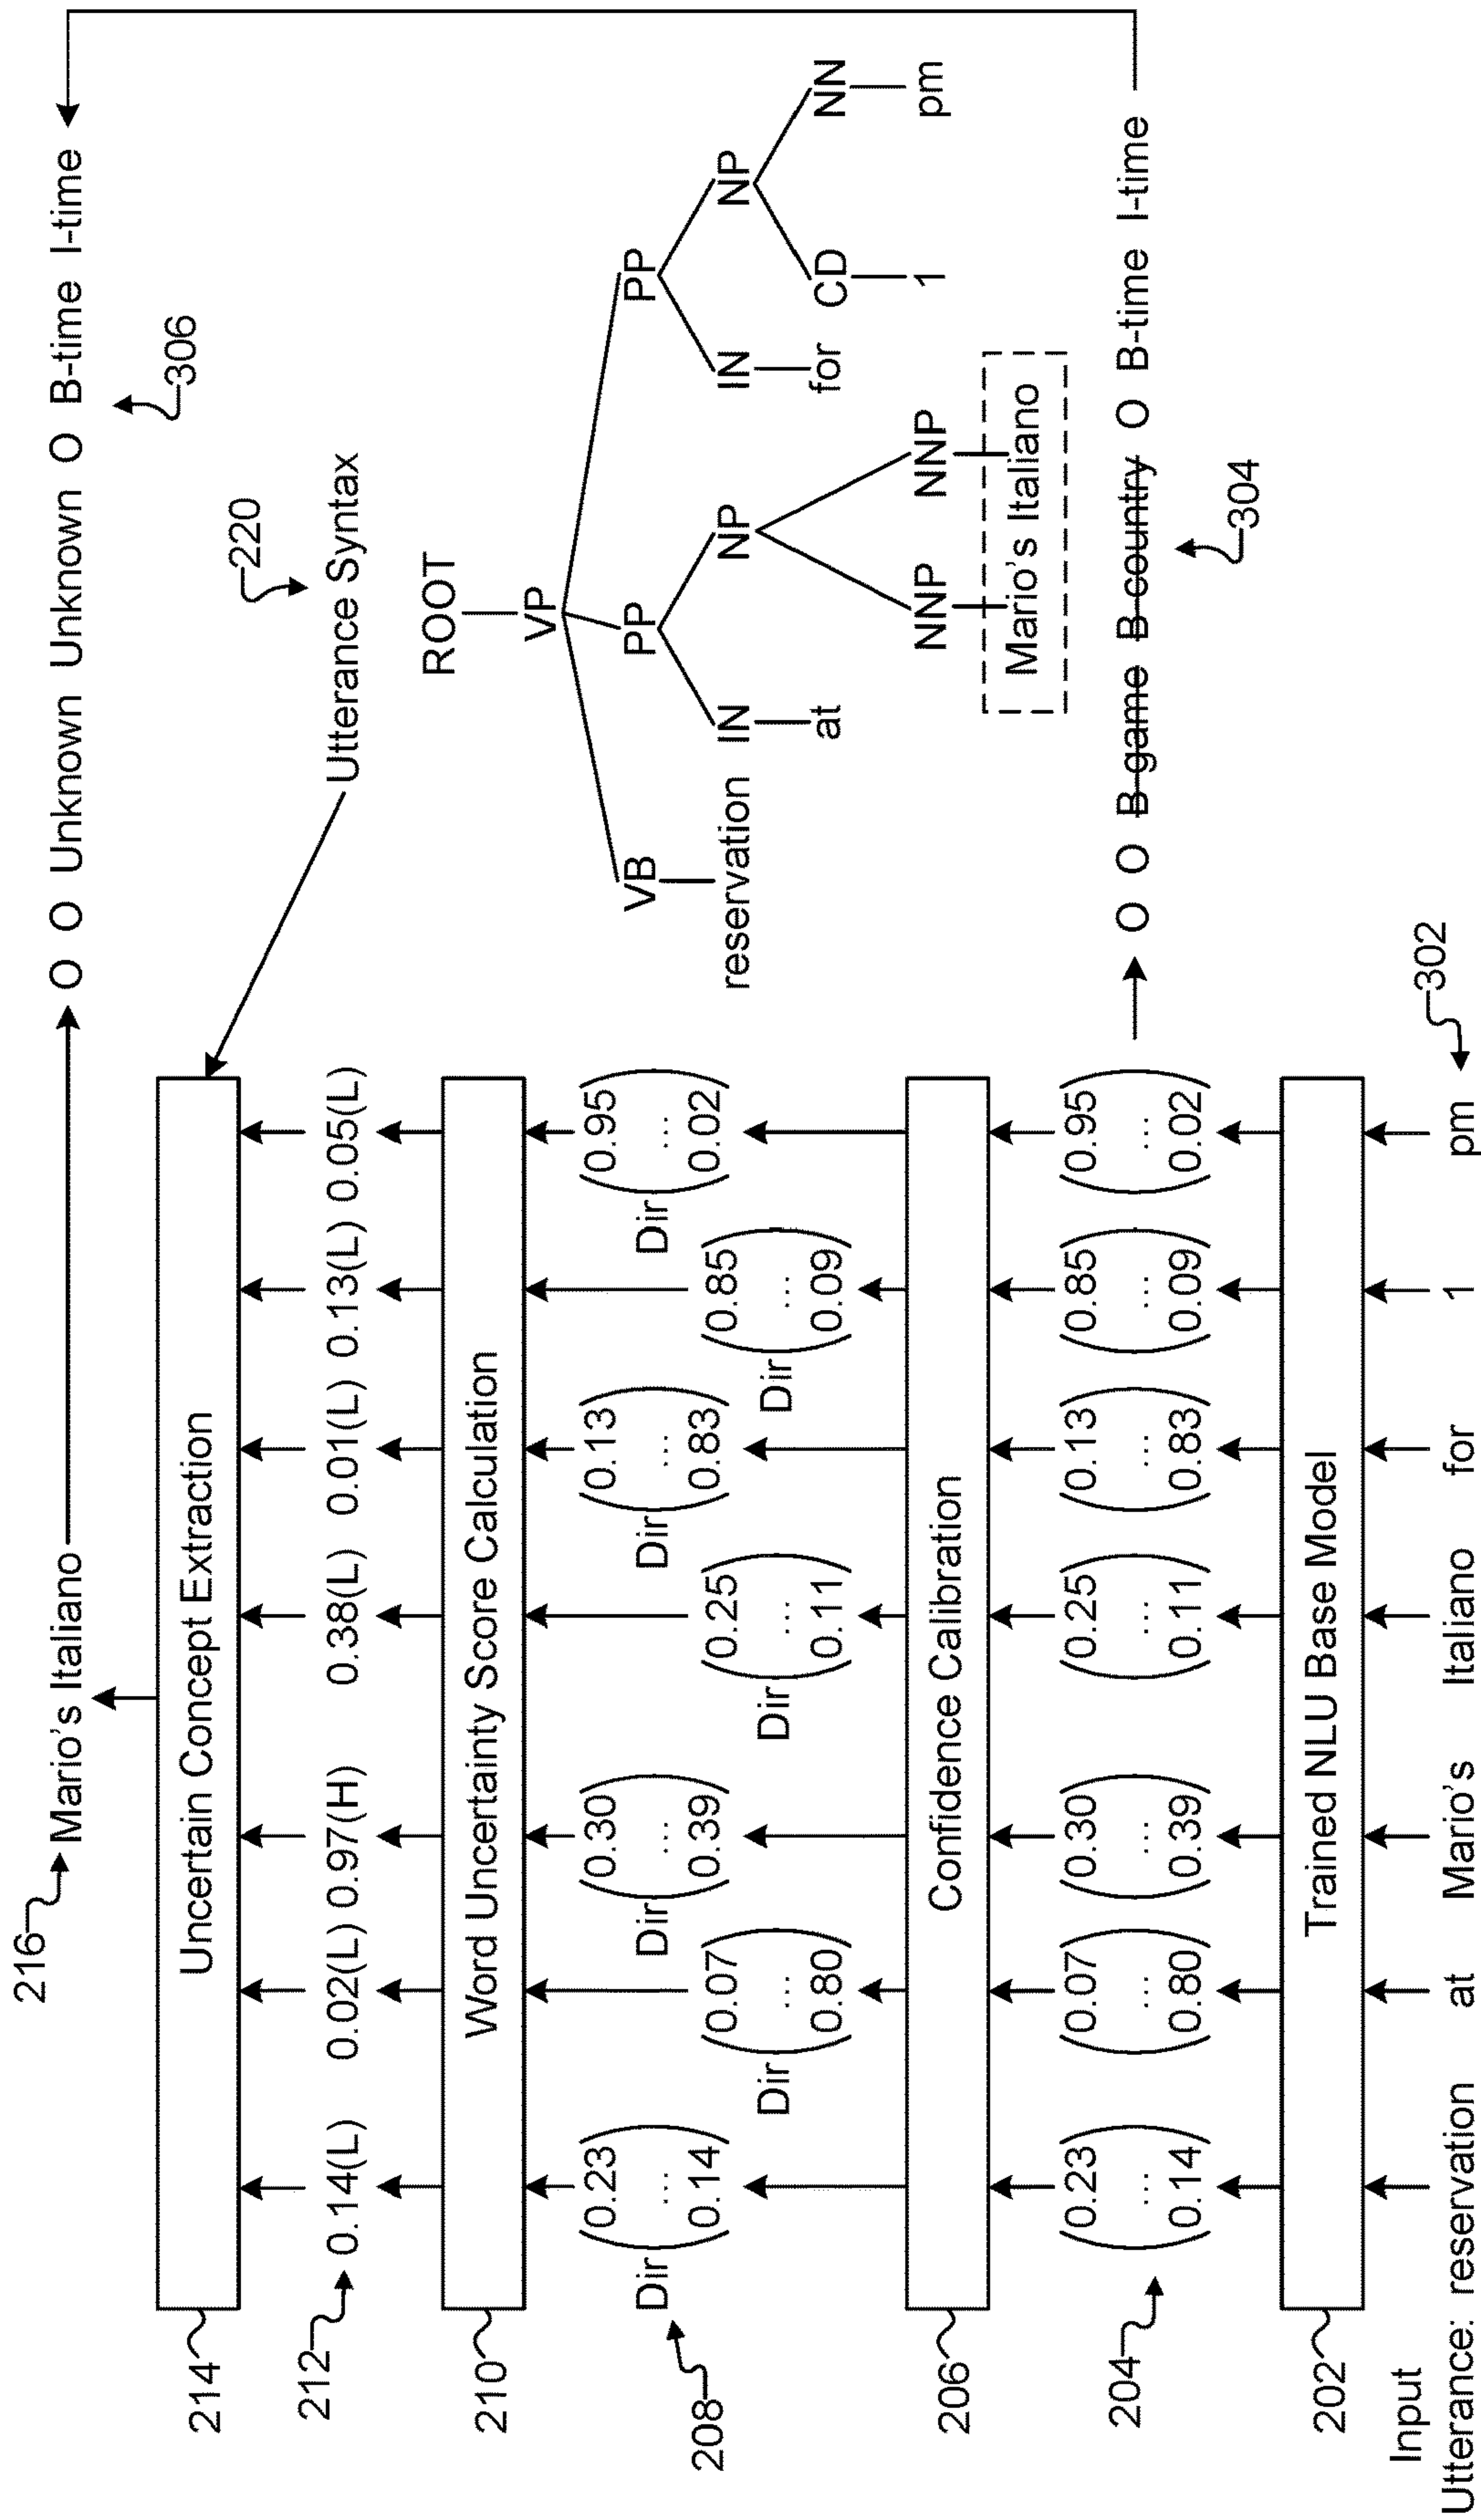 216 Mario's Italiano O O Unknown Unknown O B-time I-time
306
214 Uncertain Concept Extraction
220
Utterance Syntax
212 0.14(L) 0.02(L) 0.97(H) 0.38(L) 0.01(L) 0.13(L) 0.05(L)
210 Word Uncertainty Score Calculation
208
Dir (0.23 ... 0.14)
Dir (0.07 ... 0.80)
Dir (0.30 ... 0.39)
Dir (0.25 ... 0.11)
Dir (0.13 ... 0.83)
Dir (0.85 ... 0.09)
Dir (0.95 ... 0.02)
206 Confidence Calibration
204
(0.23 ... 0.14)
(0.07 ... 0.80)
(0.30 ... 0.39)
(0.25 ... 0.11)
(0.13 ... 0.83)
(0.85 ... 0.09)
(0.95 ... 0.02)
202 Trained NLU Base Model
Input
Utterance: reservation at Mario's Italiano for 1 pm
302
ROOT
VP
VB PP PP
reservation IN NP IN NP
at NNP NNP for CD NN
Mario's Italiano 1 pm
O O B-game B-country O B-time I-time
304